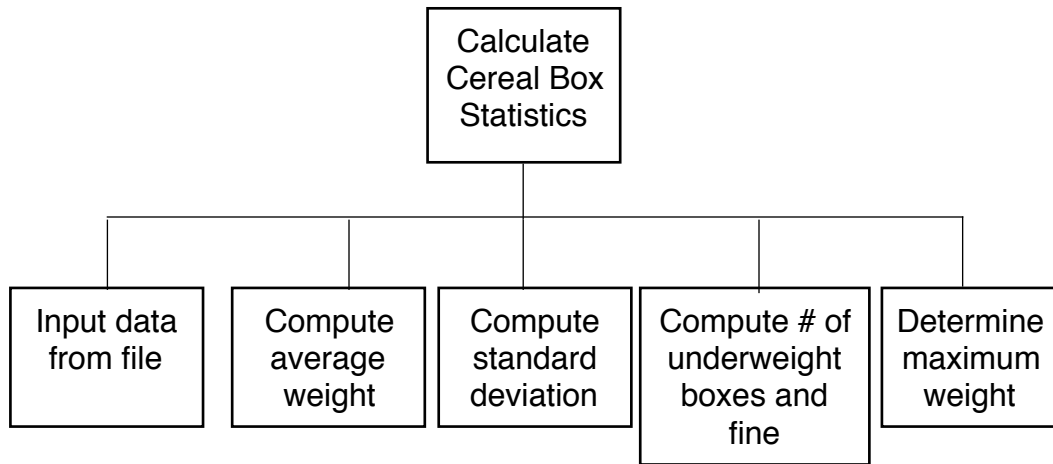 Calculate
Cereal Box
Statistics
Input data
from file
Compute
average
weight
Compute
standard
deviation
Compute # of
underweight
boxes and
fine
Determine
maximum
weight